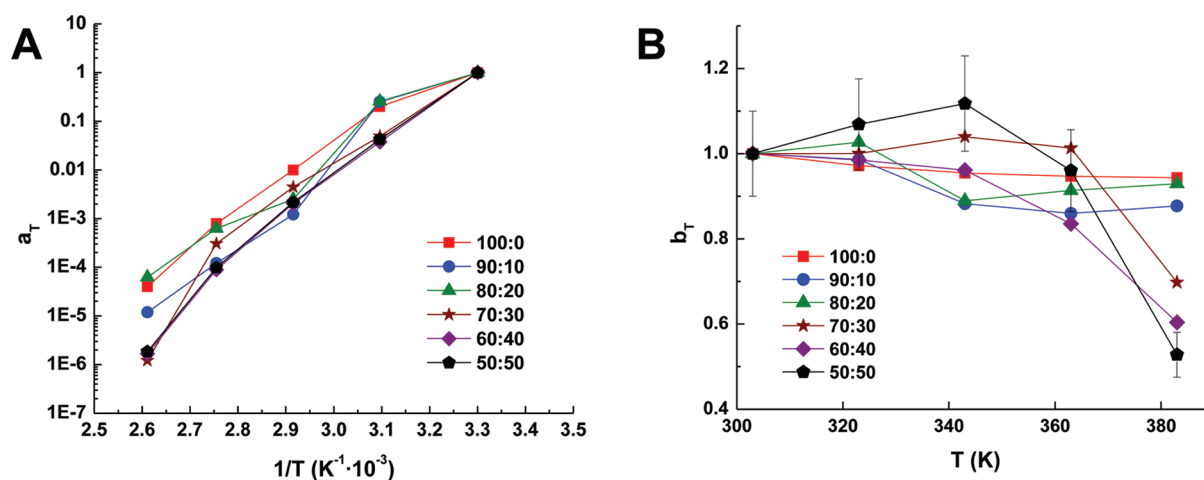 A
10
1
0.1
0.01
1E-3
1E-4
1E-5
1E-6
1E-7
a_T
2.5 2.6 2.7 2.8 2.9 3.0 3.1 3.2 3.3 3.4 3.5
1/T (K⁻¹·10⁻³)
100:0
90:10
80:20
70:30
60:40
50:50
B
1.2
1.0
0.8
0.6
0.4
b_T
300 320 340 360 380
T (K)
100:0
90:10
80:20
70:30
60:40
50:50